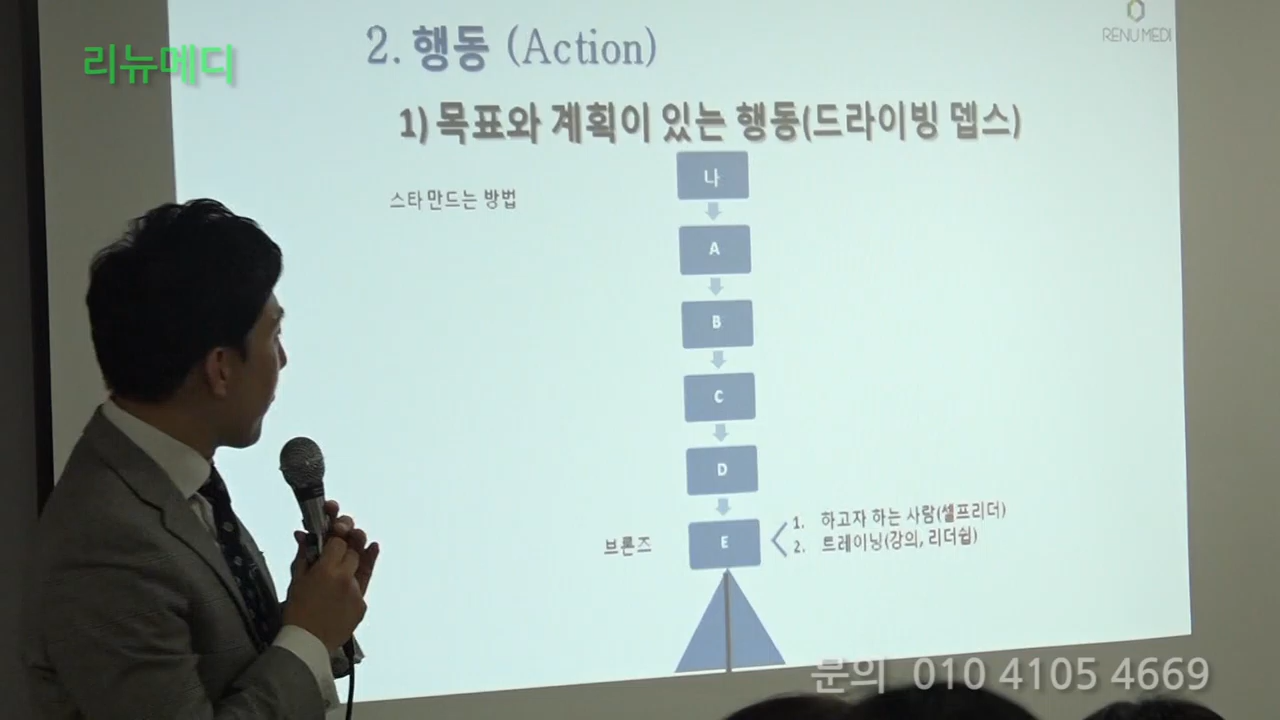 리뉴메디
RENU MEDI
2. 행동 (Action)
1) 목표와 계획이 있는 행동(드라이빙 뎁스)
스타 만드는 방법
나
A
B
C
D
브론즈
E
1. 하고자 하는 사람(셀프리더)
2. 트레이닝(강의, 리더쉽)
문의 010 4105 4669